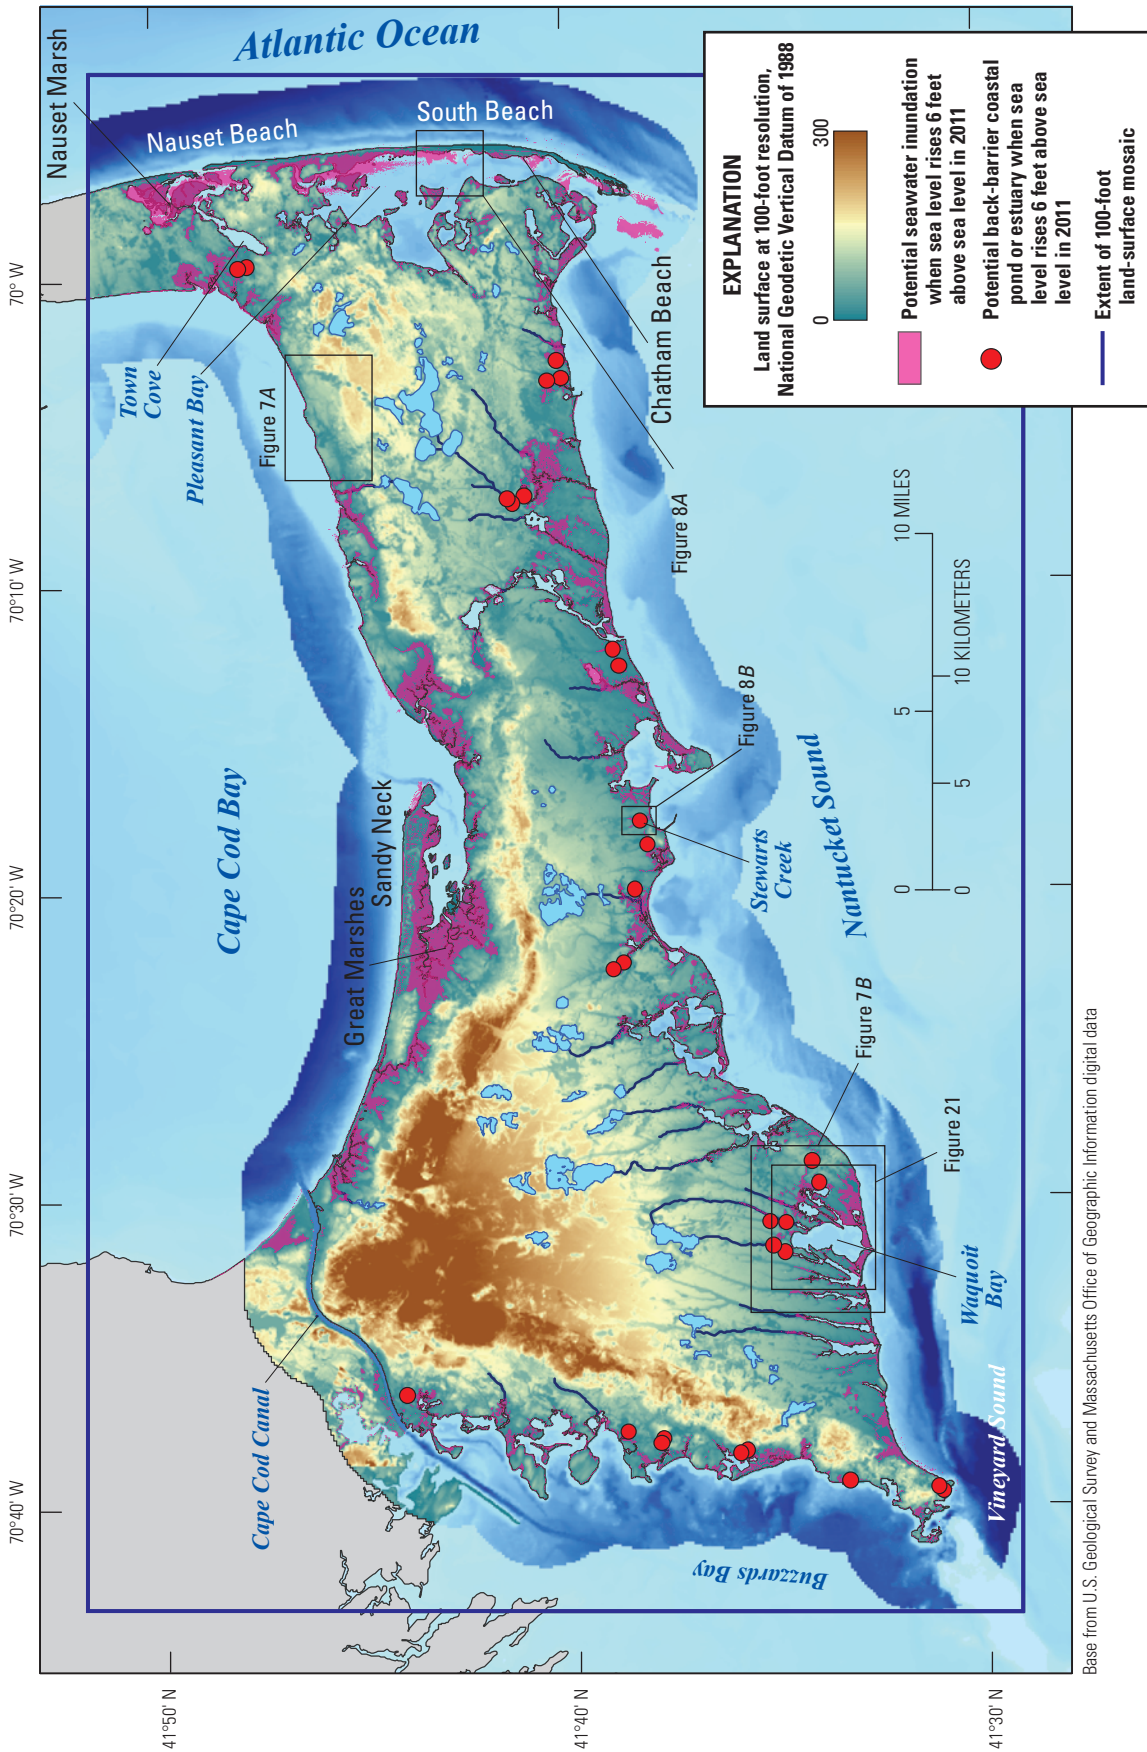 70°40' W
70°30' W
70°20' W
70°10' W
70° W
41°50' N
41°40' N
41°30' N
Cape Cod Canal
Great Marshes
Sandy Neck
Cape Cod Bay
Figure 7A
Pleasant Bay
Town
Cove
Nauset Marsh
Nauset Beach
Atlantic Ocean
South Beach
Chatham Beach
Figure 8A
Figure 8B
Stewarts
Creek
Nantucket Sound
Figure 7B
Figure 21
Waquoit
Bay
Vineyard Sound
Buzzards Bay
0 5 10 MILES
0 5 10 KILOMETERS
EXPLANATION
Land surface at 100-foot resolution,
National Geodetic Vertical Datum of 1988
0 300
Potential seawater inundation
when sea level rises 6 feet
above sea level in 2011
Potential back-barrier coastal
pond or estuary when sea
level rises 6 feet above sea
level in 2011
Extent of 100-foot
land-surface mosaic
Base from U.S. Geological Survey and Massachusetts Office of Geographic Information digital data